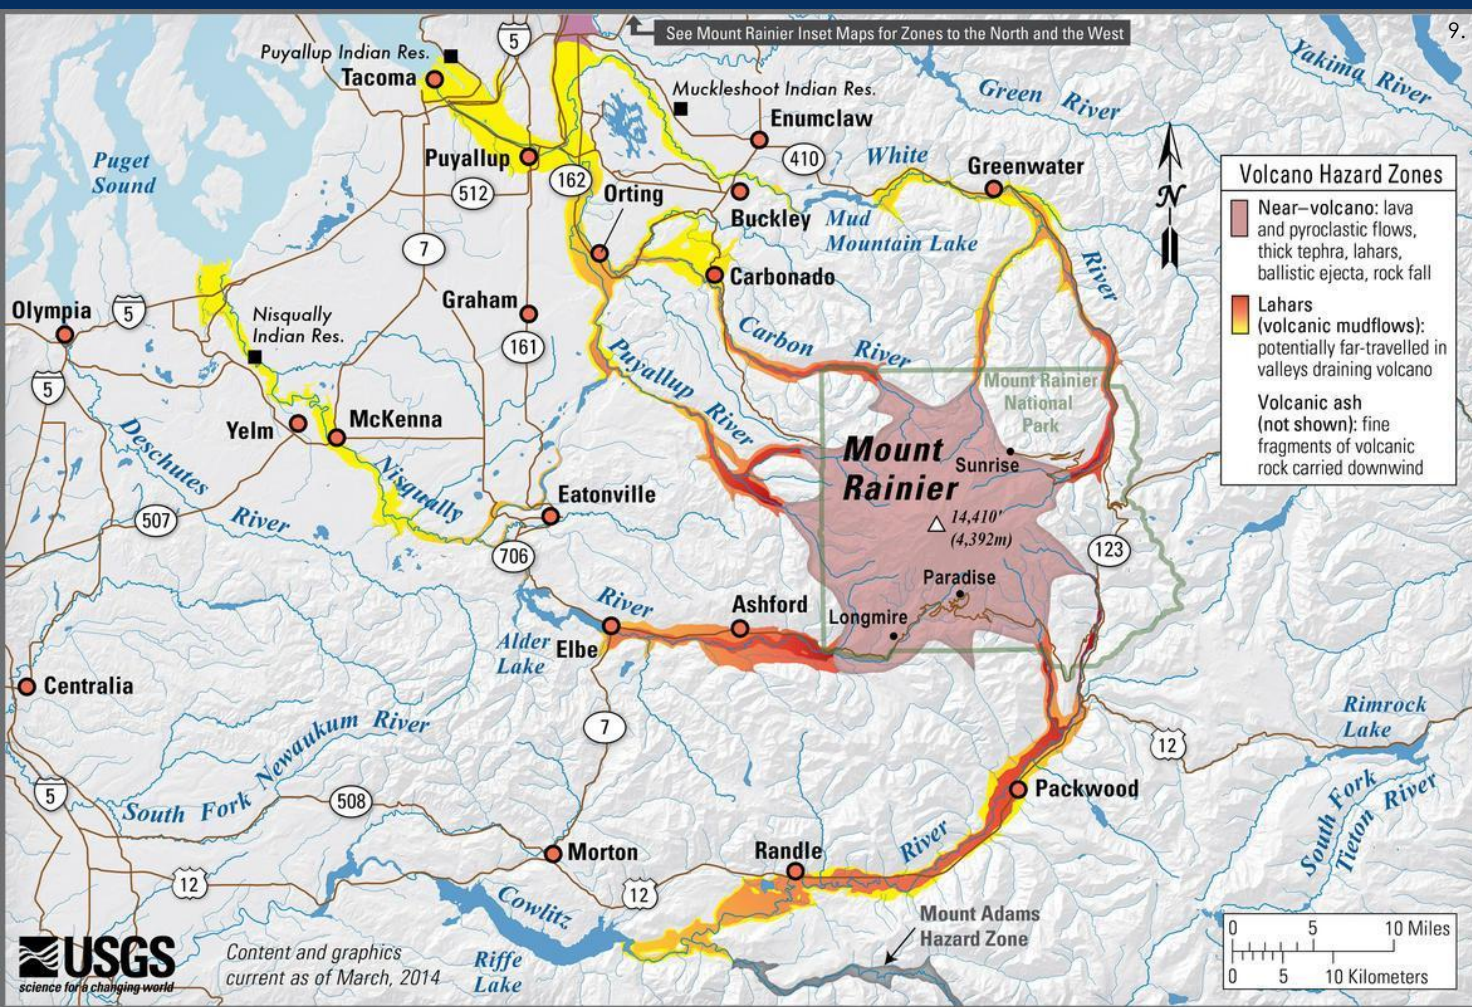 9.
See Mount Rainier Inset Maps for Zones to the North and the West
5
Puyallup Indian Res.
Tacoma
Muckleshoot Indian Res.
Green River
Yakima River
Enumclaw
410
Puget
Sound
Puyallup
512
162
Orting
White
Greenwater
N
Buckley
Mud
Mountain Lake
River
7
Carbonado
Olympia
5
Nisqually
Indian Res.
Graham
161
Carbon River
Puyallup River
Mount Rainier
National
Park
5
Yelm
McKenna
Deschutes
River
Nisqually
Mount
Rainier
Sunrise
14,410'
(4,392m)
507
Eatonville
706
123
Paradise
Longmire
River
Ashford
Alder
Lake
Elbe
Centralia
7
Newaukum River
South Fork
508
5
12
Rimrock
Lake
12
South Fork
Tieton River
Packwood
Morton
Randle
River
12
Cowlitz
Riffe
Lake
Mount Adams
Hazard Zone
Volcano Hazard Zones
Near–volcano: lava
and pyroclastic flows,
thick tephra, lahars,
ballistic ejecta, rock fall
Lahars
(volcanic mudflows):
potentially far-travelled in
valleys draining volcano
Volcanic ash
(not shown): fine
fragments of volcanic
rock carried downwind
0 5 10 Miles
0 5 10 Kilometers
USGS
science for a changing world
Content and graphics
current as of March, 2014